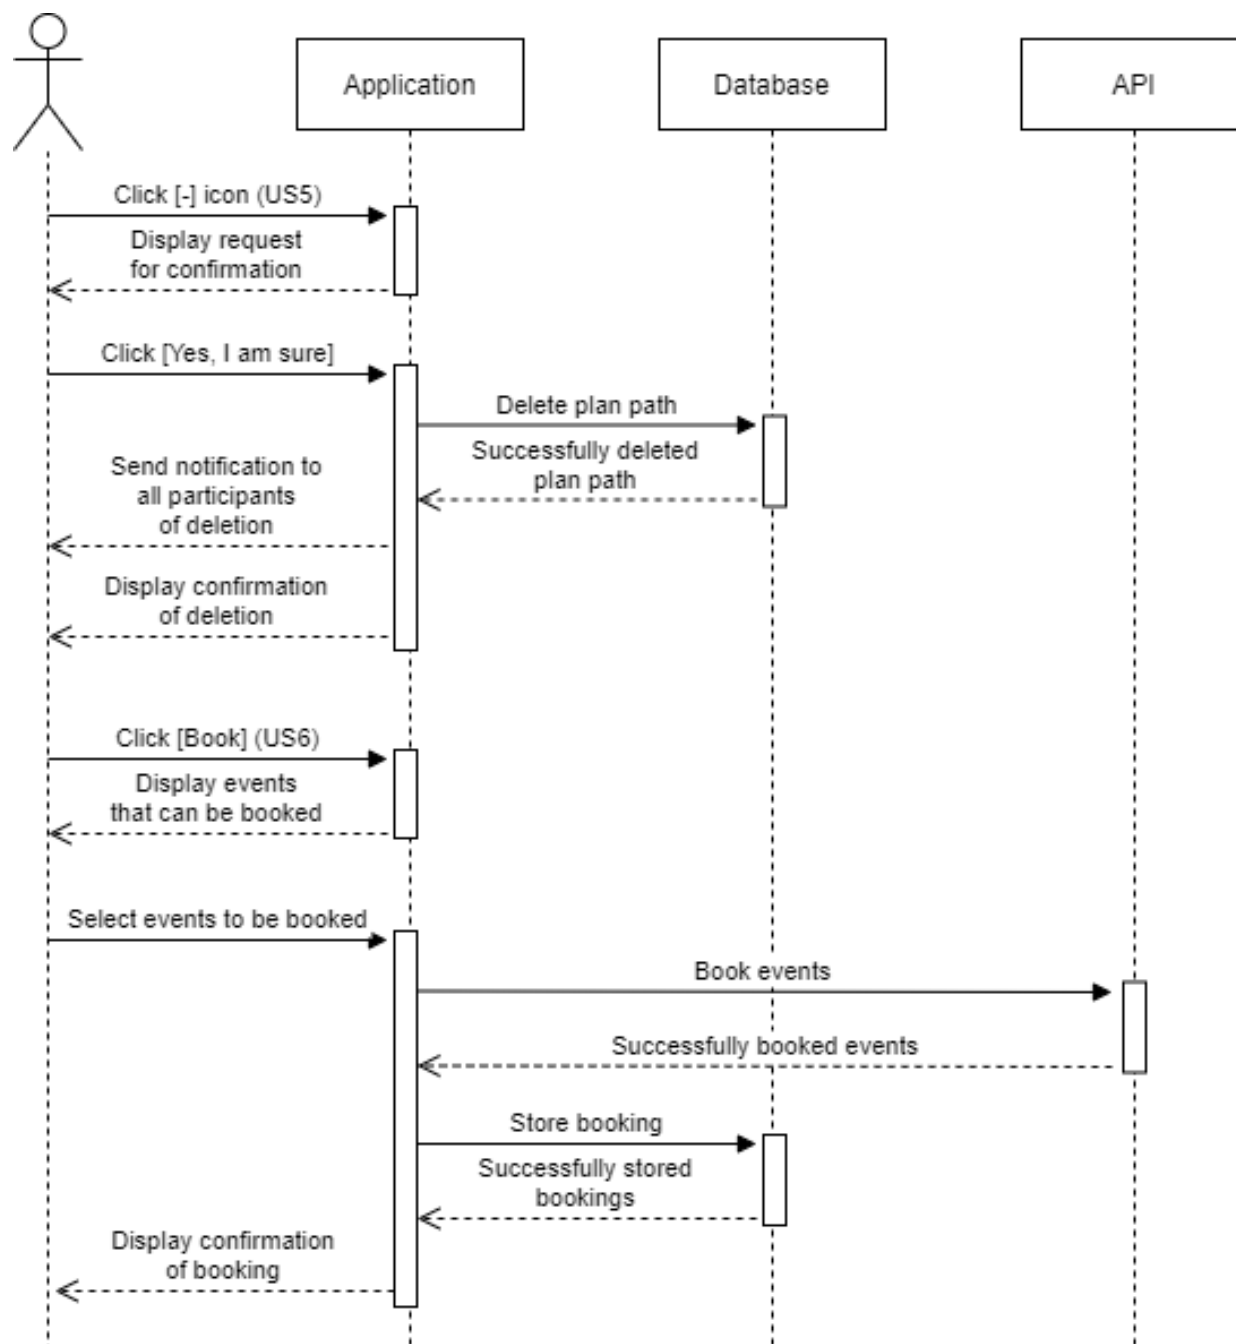 Application
Database
API
Click [-] icon (US5)
Display request
for confirmation
Click [Yes, I am sure]
Delete plan path
Successfully deleted
plan path
Send notification to
all participants
of deletion
Display confirmation
of deletion
Click [Book] (US6)
Display events
that can be booked
Select events to be booked
Book events
Successfully booked events
Store booking
Successfully stored
bookings
Display confirmation
of booking